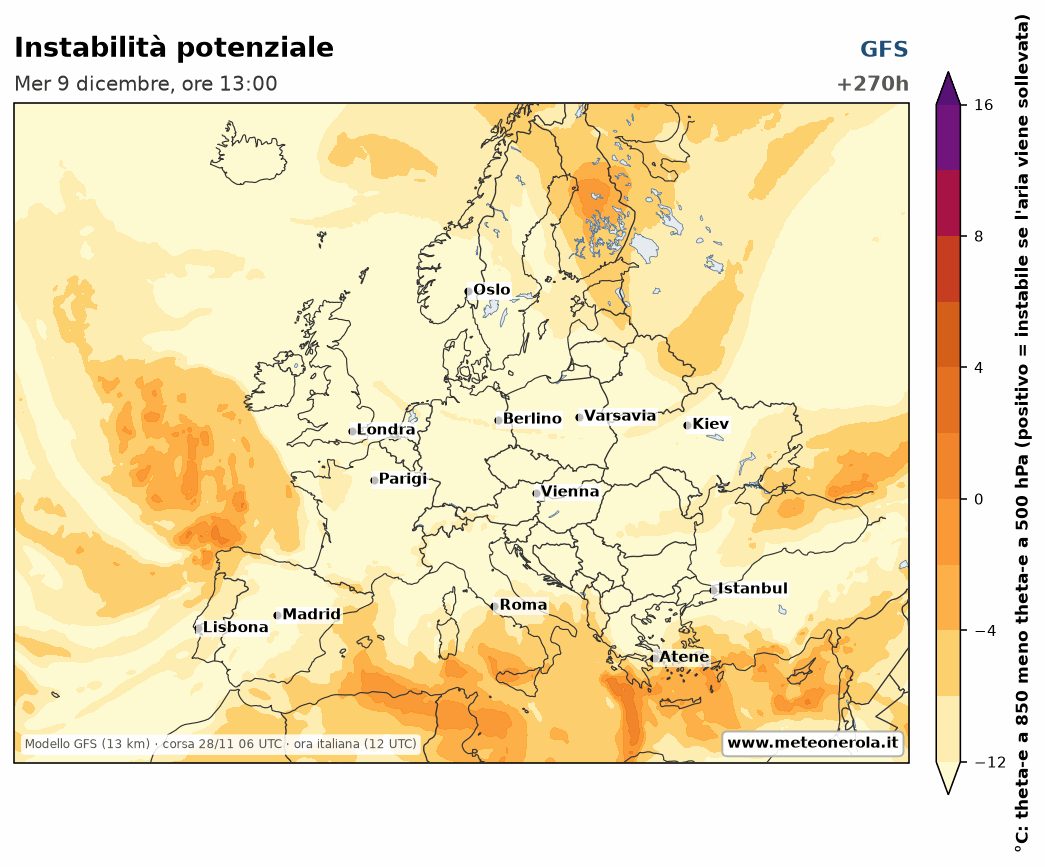 Instabilità potenziale
GFS
Mer 9 dicembre, ore 13:00
+270h
Oslo
Berlino
Varsavia
Londra
Kiev
Parigi
Vienna
Istanbul
Roma
Madrid
Lisbona
Atene
Modello GFS (13 km) · corsa 28/11 06 UTC · ora italiana (12 UTC)
www.meteonerola.it
16
8
4
0
−4
−12
°C: theta-e a 850 meno theta-e a 500 hPa (positivo = instabile se l'aria viene sollevata)